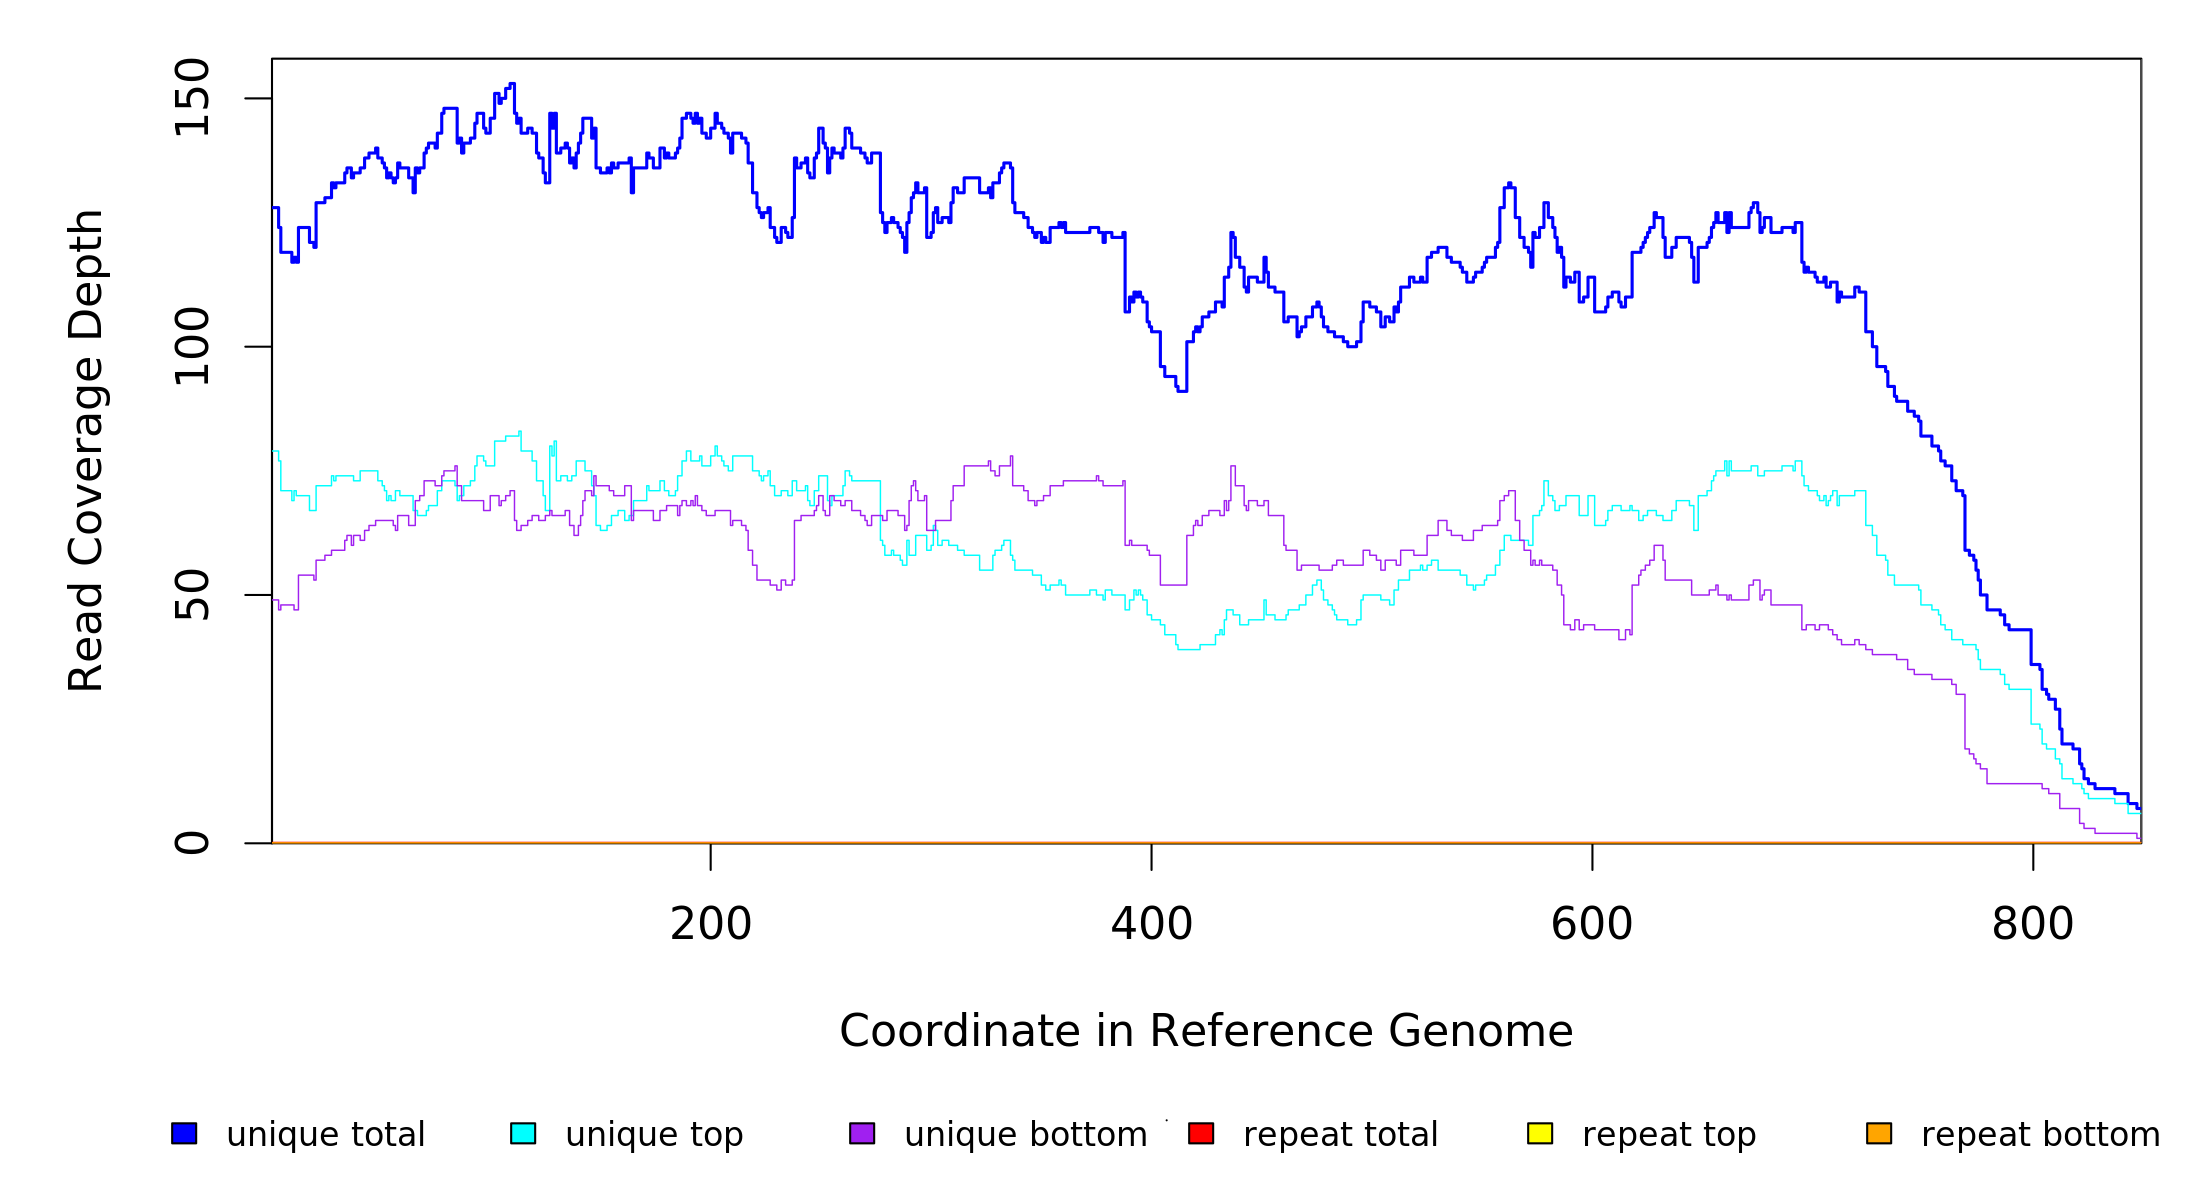 150
100
50
0
Read Coverage Depth
200 400 600 800
Coordinate in Reference Genome
unique total unique top unique bottom repeat total repeat top repeat bottom